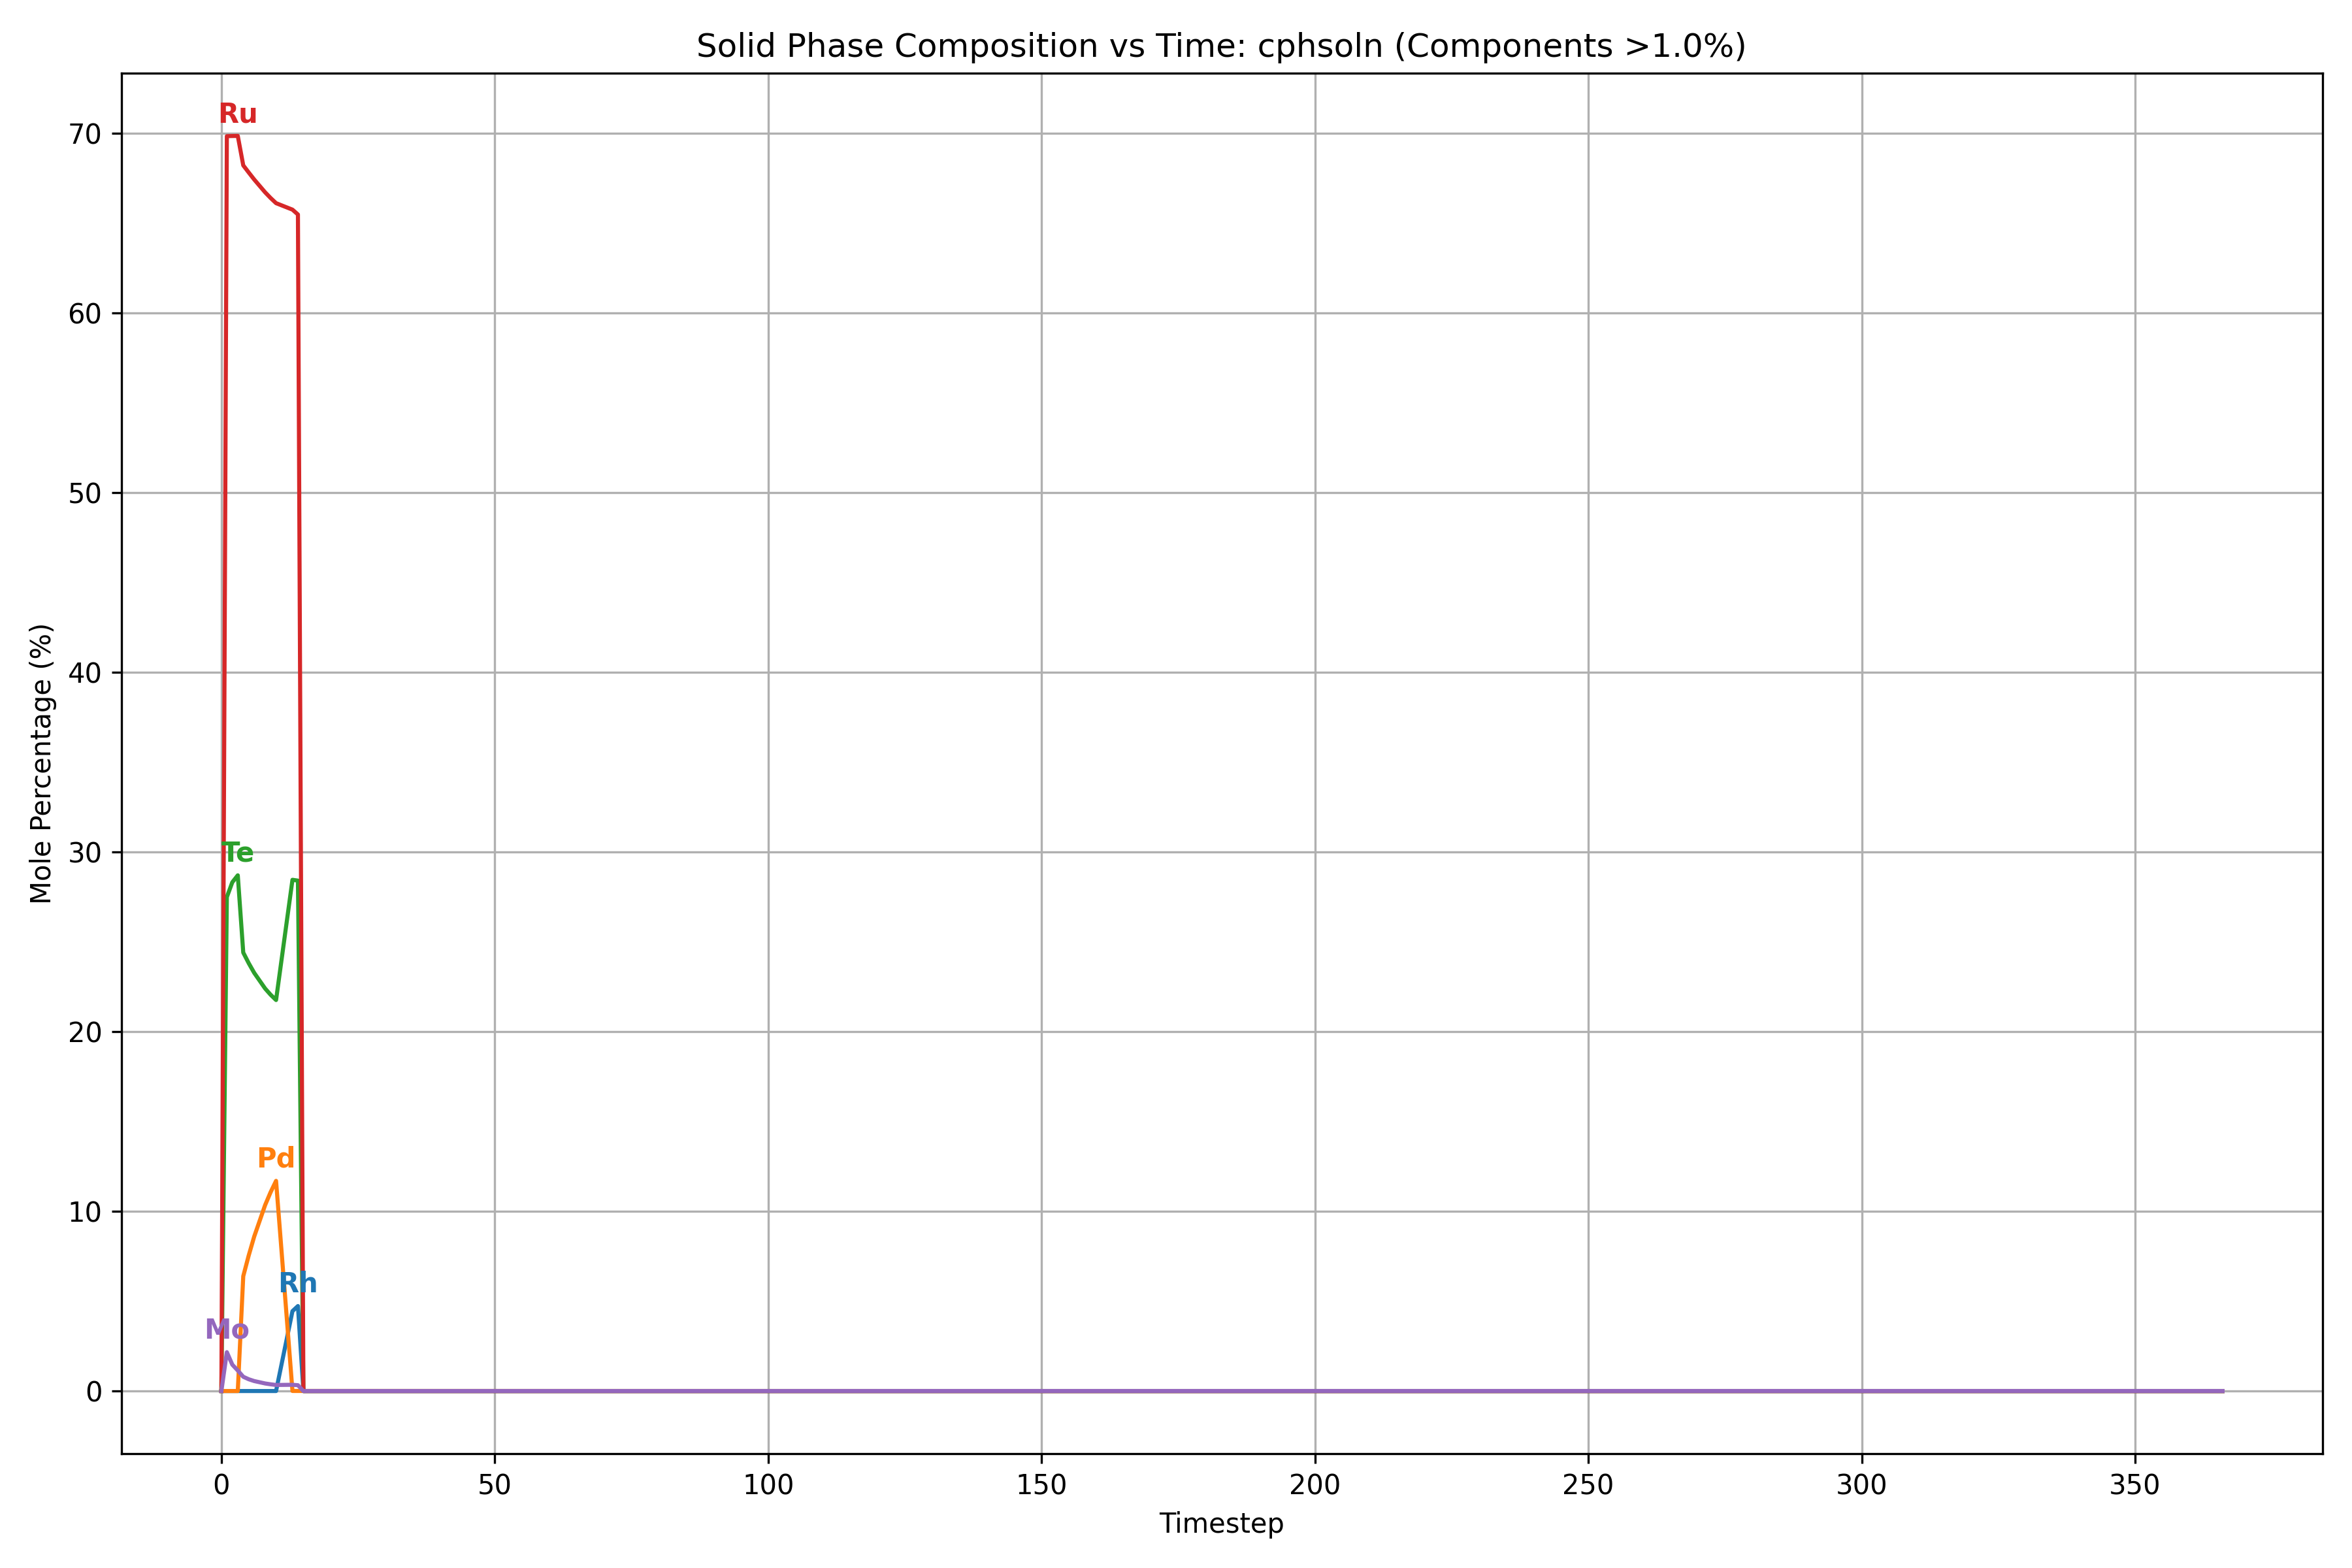 Solid Phase Composition vs Time: cphsoln (Components >1.0%)
Mole Percentage (%)
70
60
50
40
30
20
10
0
Ru
Te
Pd
Rh
Mo
0 50 100 150 200 250 300 350
Timestep